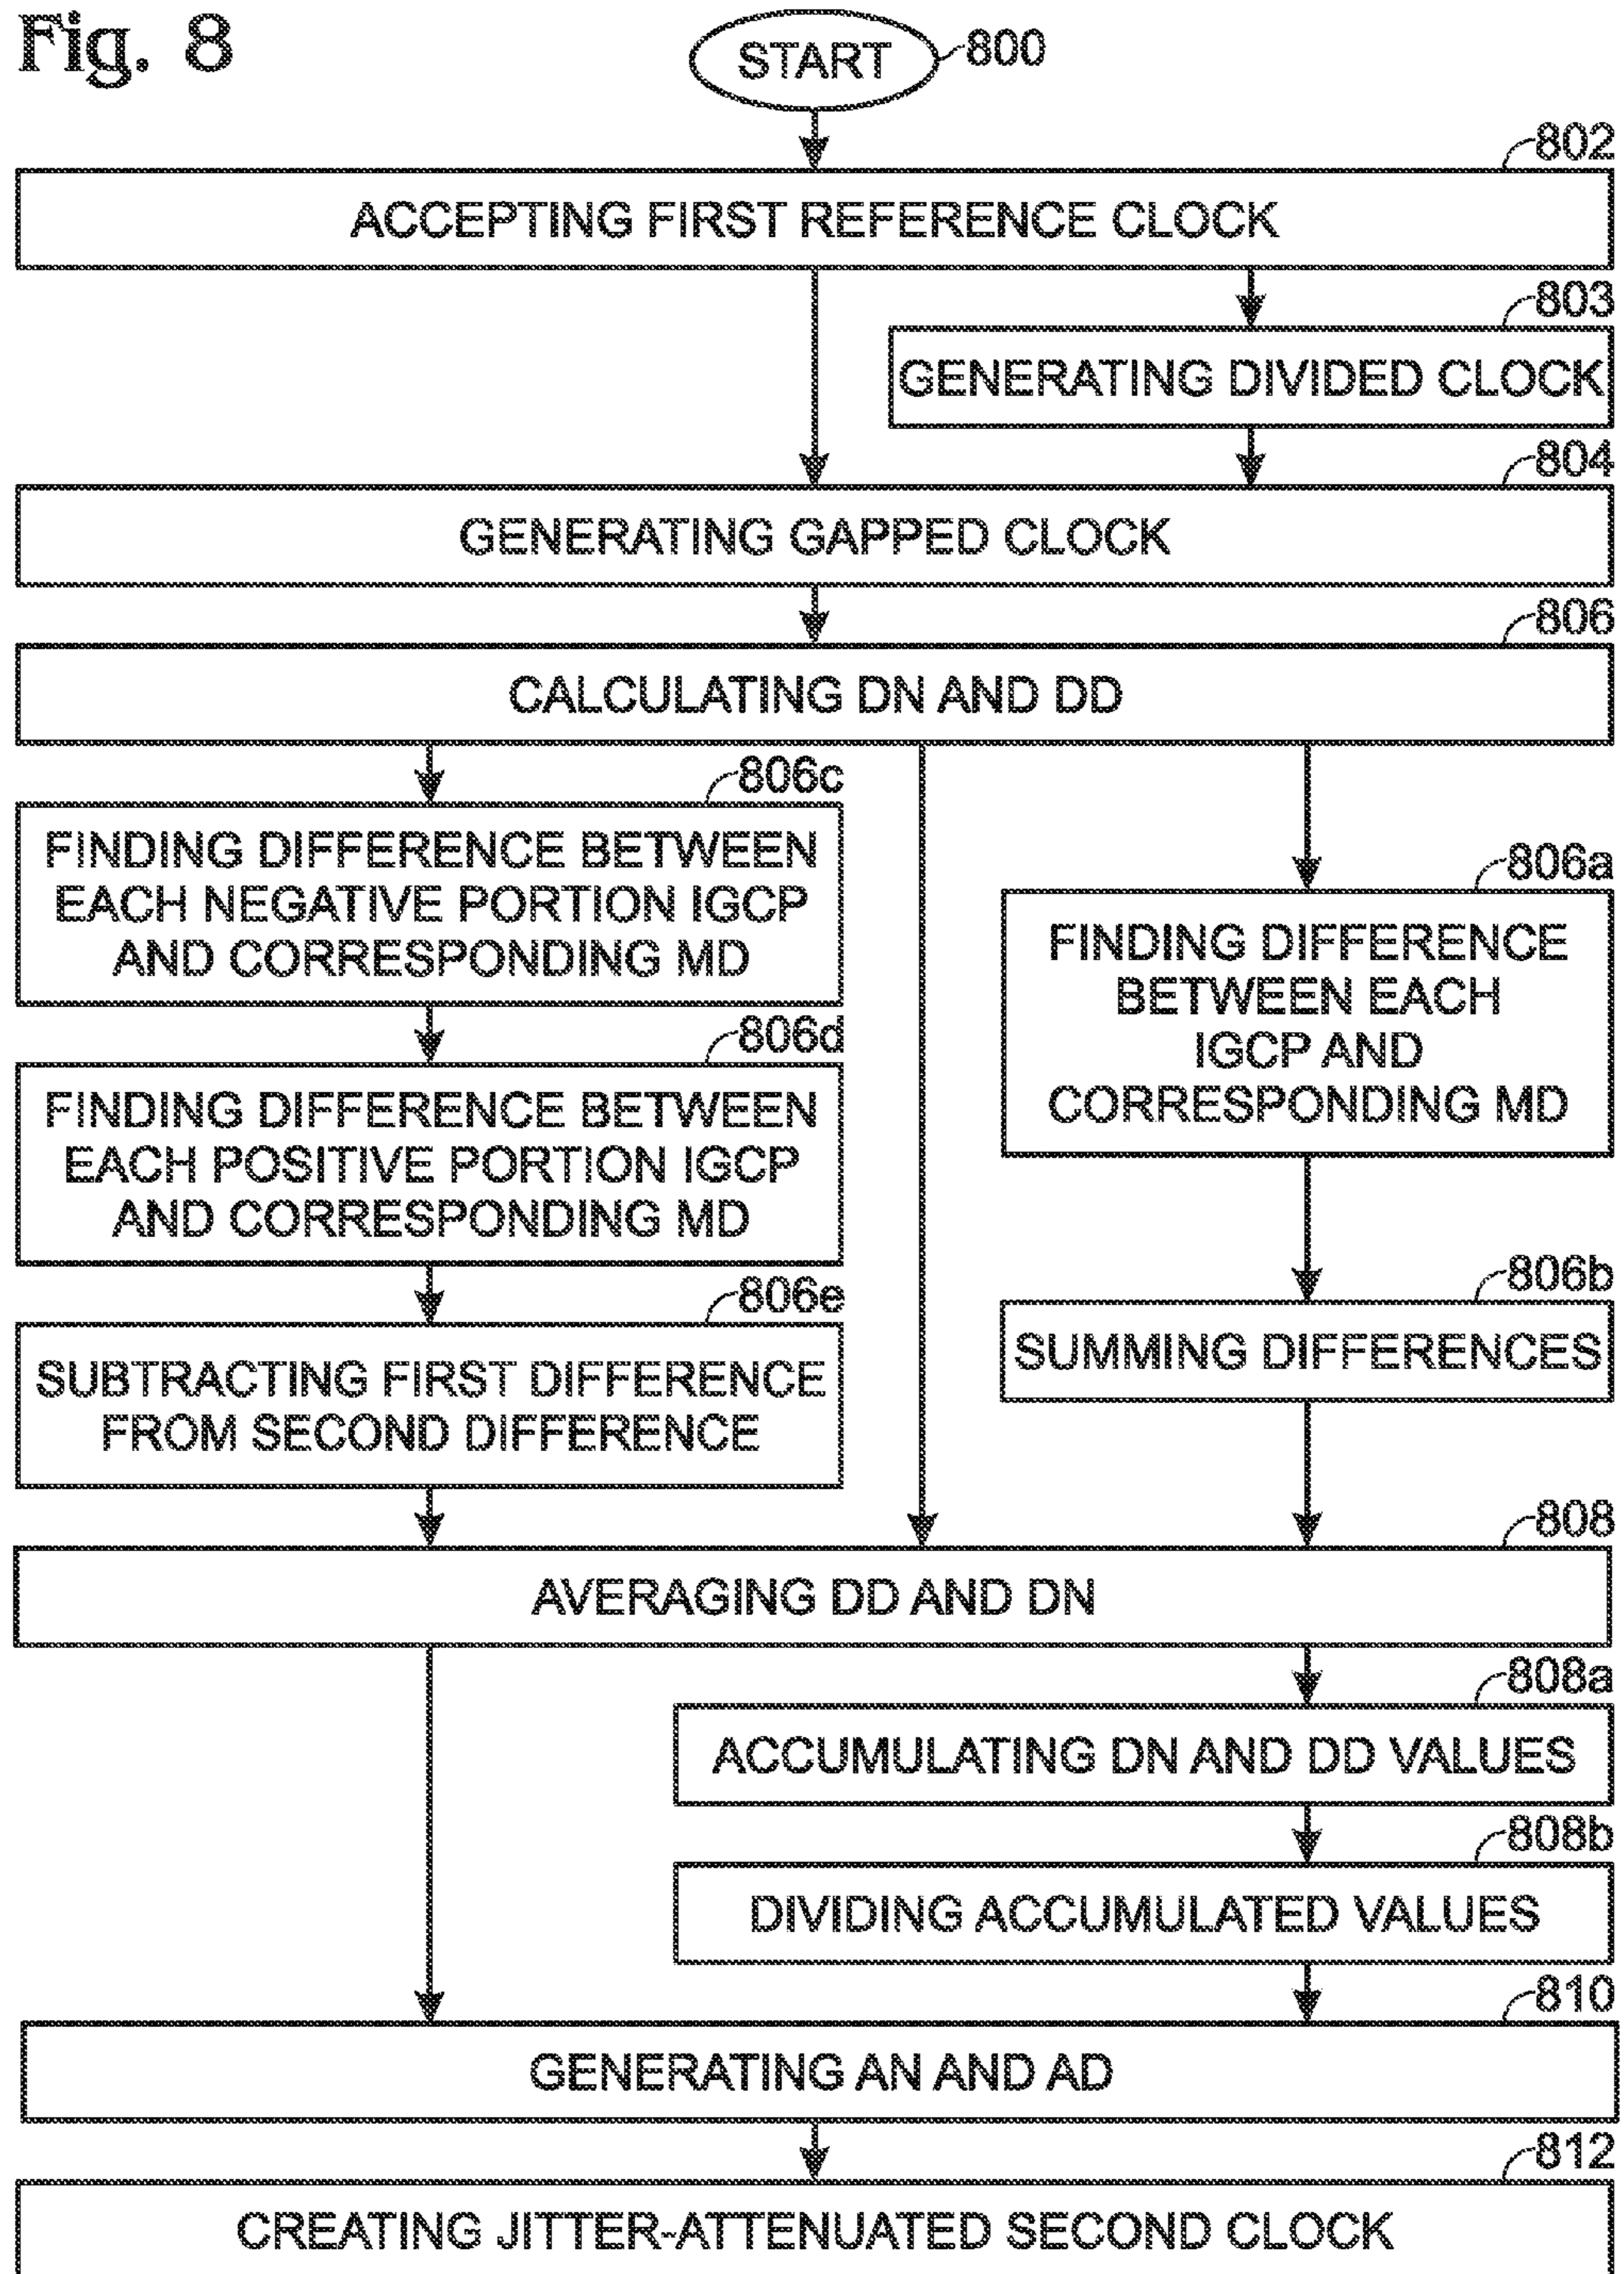 Fig. 8
START
800
802
ACCEPTING FIRST REFERENCE CLOCK
803
GENERATING DIVIDED CLOCK
804
GENERATING GAPPED CLOCK
806
CALCULATING DN AND DD
806c
FINDING DIFFERENCE BETWEEN
EACH NEGATIVE PORTION IGCP
AND CORRESPONDING MD
806d
FINDING DIFFERENCE BETWEEN
EACH POSITIVE PORTION IGCP
AND CORRESPONDING MD
806e
SUBTRACTING FIRST DIFFERENCE
FROM SECOND DIFFERENCE
806a
FINDING DIFFERENCE
BETWEEN EACH
IGCP AND
CORRESPONDING MD
806b
SUMMING DIFFERENCES
808
AVERAGING DD AND DN
808a
ACCUMULATING DN AND DD VALUES
808b
DIVIDING ACCUMULATED VALUES
810
GENERATING AN AND AD
812
CREATING JITTER-ATTENUATED SECOND CLOCK